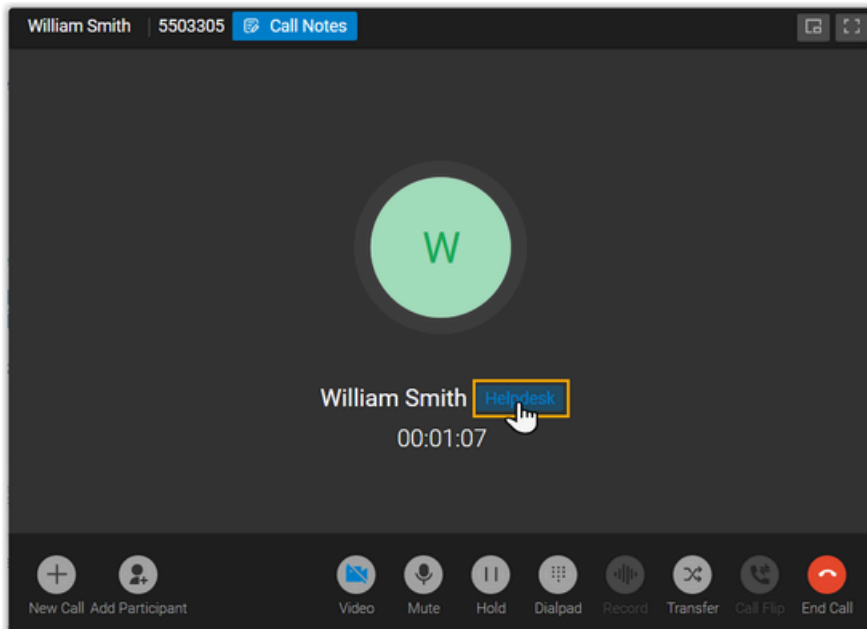 William Smith | 5503305 Call Notes
W
William Smith Helpdesk
00:01:07
New Call Add Participant Video Mute Hold Dialpad Record Transfer Call Flip End Call